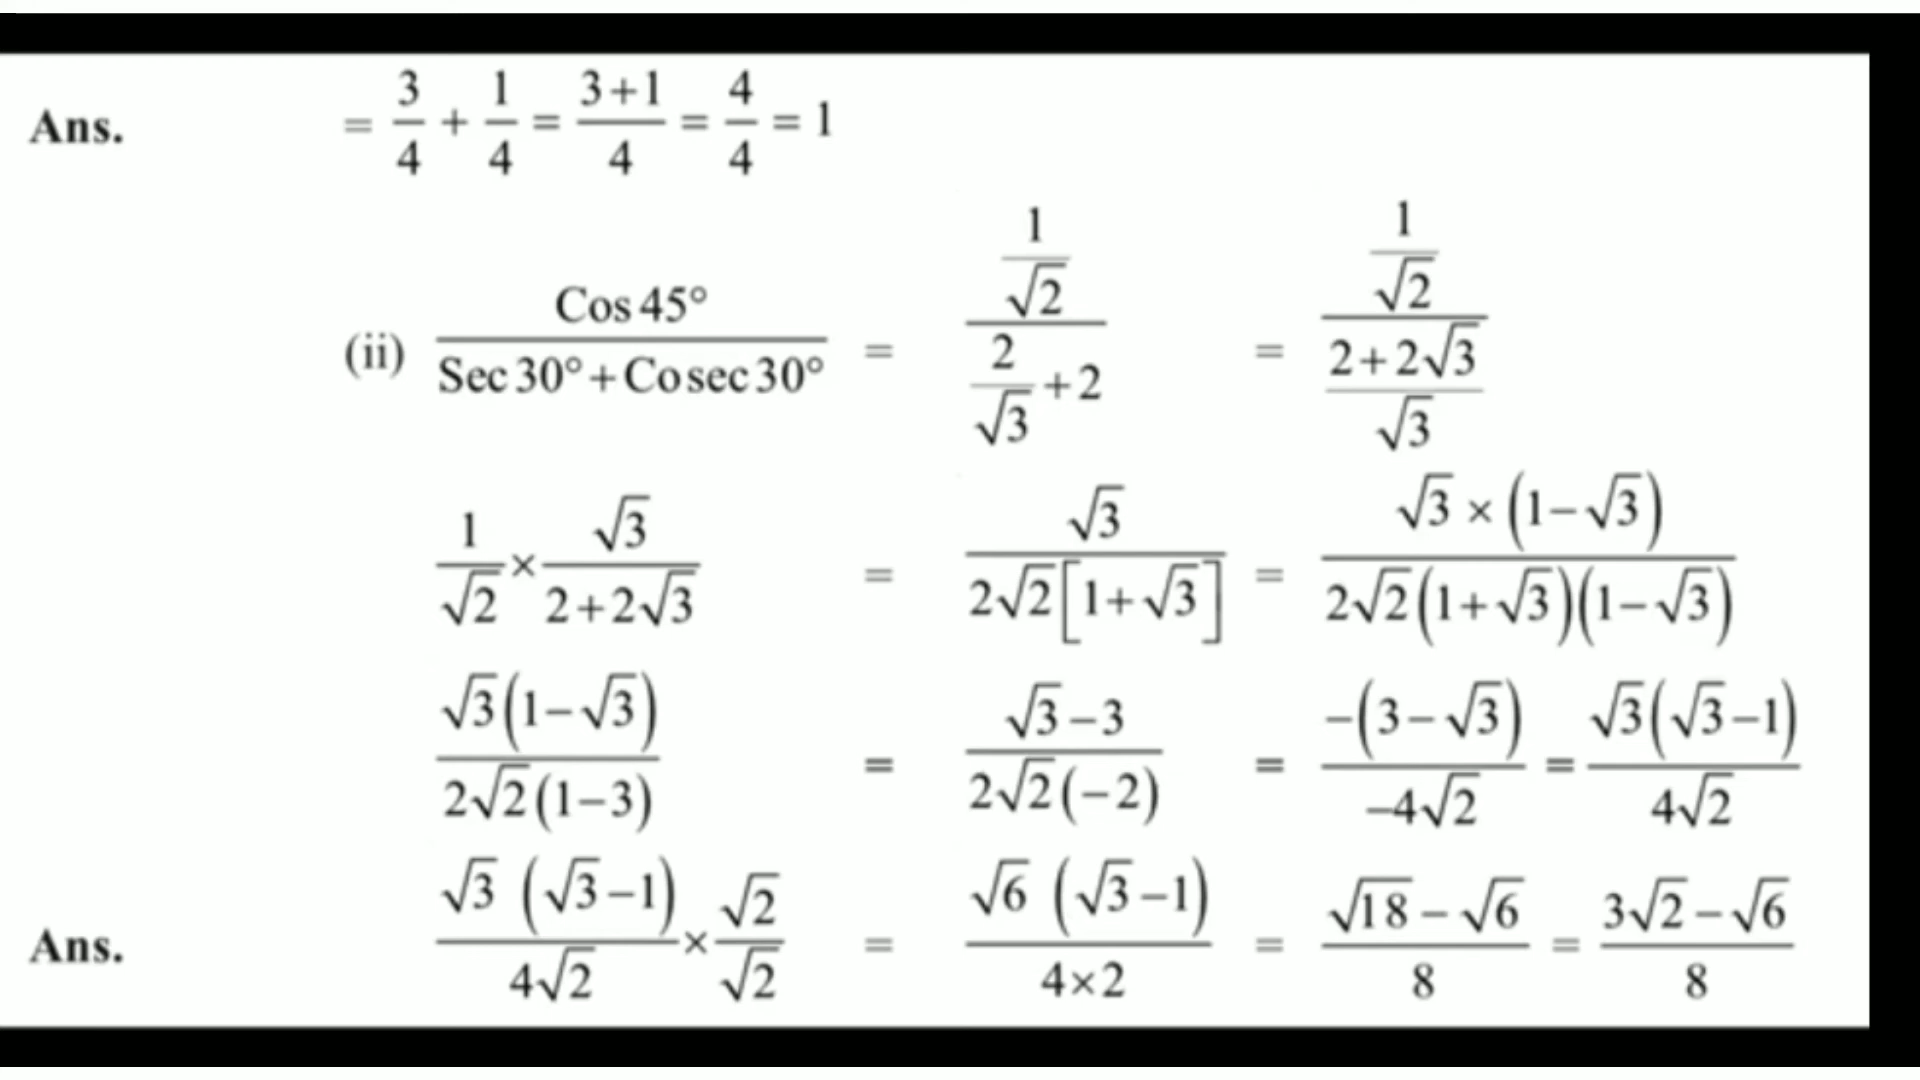 Ans. = 3/4 + 1/4 = 3+1/4 = 4/4 = 1
(ii) Cos 45°/Sec 30° + Cosec 30° = (1/√2)/(2/√3 + 2) = (1/√2)/((2+2√3)/√3)
1/√2 × √3/(2+2√3) = √3/2√2[1+√3] = √3 × (1−√3)/2√2(1+√3)(1−√3)
√3(1−√3)/2√2(1−3) = √3−3/2√2(−2) = −(3−√3)/−4√2 = √3(√3−1)/4√2
Ans. √3 (√3−1)/4√2 × √2/√2 = √6 (√3−1)/4×2 = √18 − √6/8 = 3√2 − √6/8